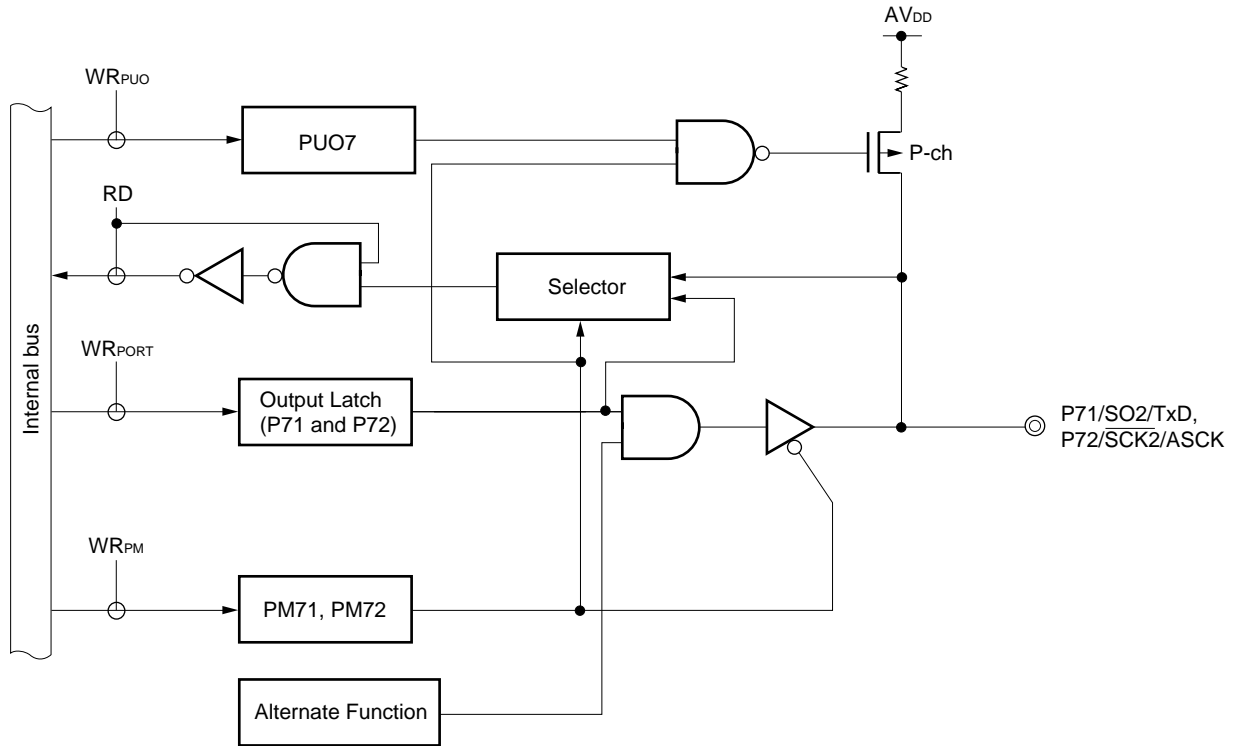 AVDD
WRPUO
PUO7
P-ch
RD
Selector
Internal bus
WRPORT
Output Latch
(P71 and P72)
P71/SO2/TxD,
P72/SCK2/ASCK
WRPM
PM71, PM72
Alternate Function